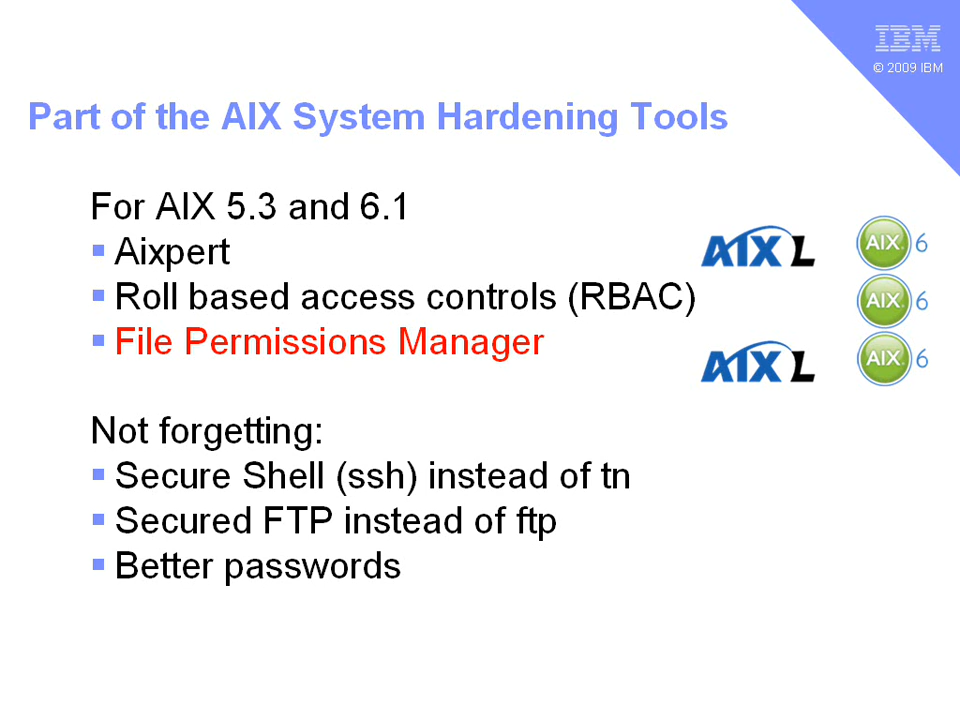 IBM
© 2009 IBM
Part of the AIX System Hardening Tools
For AIX 5.3 and 6.1
Aixpert
AIX L
AIX 6
Roll based access controls (RBAC)
AIX 6
File Permissions Manager
AIX L
AIX 6
Not forgetting:
Secure Shell (ssh) instead of tn
Secured FTP instead of ftp
Better passwords